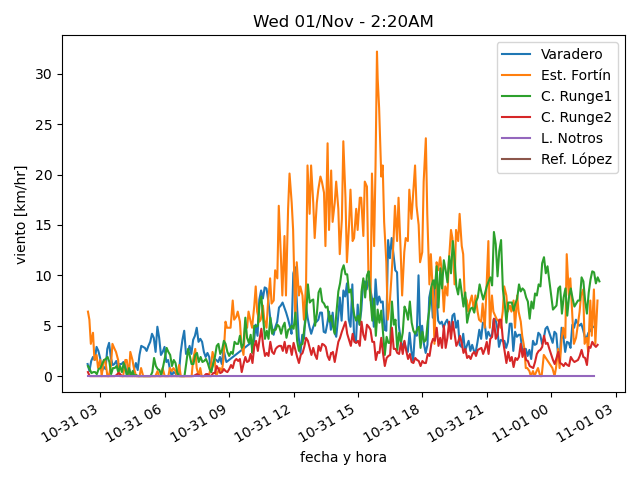 Wed 01/Nov - 2:20AM
Varadero
Est. Fortín
C. Runge1
C. Runge2
L. Notros
Ref. López
viento [km/hr]
30
25
20
15
10
5
0
10-31 03
10-31 06
10-31 09
10-31 12
10-31 15
10-31 18
10-31 21
11-01 00
11-01 03
fecha y hora